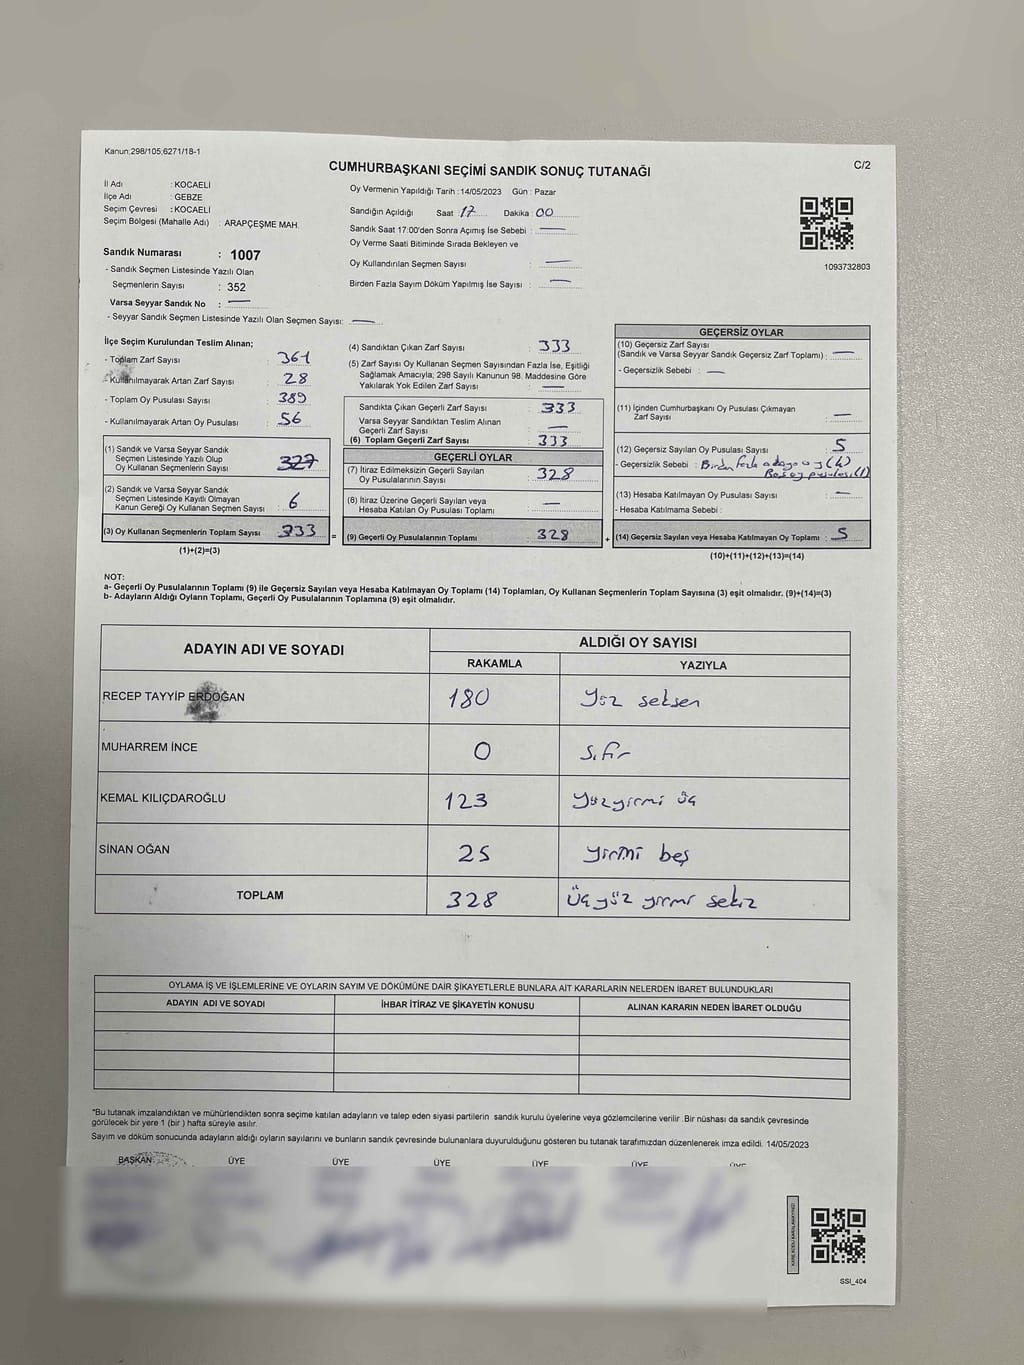 Kanun;298/105;6271/18-1
C/2
CUMHURBAŞKANI SEÇİMİ SANDIK SONUÇ TUTANAĞI
İl Adı : KOCAELİ
İlçe Adı : GEBZE
Seçim Çevresi : KOCAELİ
Seçim Bölgesi (Mahalle Adı) : ARAPÇEŞME MAH.
Sandık Numarası : 1007
- Sandık Seçmen Listesinde Yazılı Olan
Seçmenlerin Sayısı : 352
Varsa Seyyar Sandık No : —
- Seyyar Sandık Seçmen Listesinde Yazılı Olan Seçmen Sayısı: —
Oy Vermenin Yapıldığı Tarih : 14/05/2023 Gün : Pazar
Sandığın Açıldığı Saat : 17 Dakika : 00
Sandık Saat 17:00'den Sonra Açımış İse Sebebi : —
Oy Verme Saati Bitiminde Sırada Bekleyen ve
Oy Kullandırılan Seçmen Sayısı : —
Birden Fazla Sayım Döküm Yapılmış İse Sayısı : —
1093732803
İlçe Seçim Kurulundan Teslim Alınan;
- Toplam Zarf Sayısı : 361
- Kullanılmayarak Artan Zarf Sayısı : 28
- Toplam Oy Pusulası Sayısı : 389
- Kullanılmayarak Artan Oy Pusulası : 56
(1) Sandık ve Varsa Seyyar Sandık
Seçmen Listesinde Yazılı Olup
Oy Kullanan Seçmenlerin Sayısı : 327
(2) Sandık ve Varsa Seyyar Sandık
Seçmen Listesinde Kayıtlı Olmayan
Kanun Gereği Oy Kullanan Seçmen Sayısı : 6
(3) Oy Kullanan Seçmenlerin Toplam Sayısı : 333
(1)+(2)=(3)
=
(4) Sandıktan Çıkan Zarf Sayısı : 333
(5) Zarf Sayısı Oy Kullanan Seçmen Sayısından Fazla İse, Eşitliği
Sağlamak Amacıyla; 298 Sayılı Kanunun 98. Maddesine Göre
Yakılarak Yok Edilen Zarf Sayısı : —
Sandıkta Çıkan Geçerli Zarf Sayısı : 333
Varsa Seyyar Sandıktan Teslim Alınan
Geçerli Zarf Sayısı : —
(6) Toplam Geçerli Zarf Sayısı : 333
GEÇERLİ OYLAR
(7) İtiraz Edilmeksizin Geçerli Sayılan
Oy Pusulalarının Sayısı : 328
(8) İtiraz Üzerine Geçerli Sayılan veya
Hesaba Katılan Oy Pusulası Toplamı : —
(9) Geçerli Oy Pusulalarının Toplamı : 328
+
GEÇERSİZ OYLAR
(10) Geçersiz Zarf Sayısı
(Sandık ve Varsa Seyyar Sandık Geçersiz Zarf Toplamı) : —
- Geçersizlik Sebebi : —
(11) İçinden Cumhurbaşkanı Oy Pusulası Çıkmayan
Zarf Sayısı : —
(12) Geçersiz Sayılan Oy Pusulası Sayısı : 5
- Geçersizlik Sebebi : Birden fazla adaya oy (4)
Boş oy pusulası (1)
(13) Hesaba Katılmayan Oy Pusulası Sayısı : —
- Hesaba Katılmama Sebebi :
(14) Geçersiz Sayılan veya Hesaba Katılmayan Oy Toplamı : 5
(10)+(11)+(12)+(13)=(14)
NOT:
a- Geçerli Oy Pusulalarının Toplamı (9) ile Geçersiz Sayılan veya Hesaba Katılmayan Oy Toplamı (14) Toplamları, Oy Kullanan Seçmenlerin Toplam Sayısına (3) eşit olmalıdır. (9)+(14)=(3)
b- Adayların Aldığı Oyların Toplamı, Geçerli Oy Pusulalarının Toplamına (9) eşit olmalıdır.
ADAYIN ADI VE SOYADI ALDIĞI OY SAYISI
RAKAMLA YAZIYLA
RECEP TAYYİP ERDOĞAN 180 Yüz seksen
MUHARREM İNCE 0 sıfır
KEMAL KILIÇDAROĞLU 123 Yüzyirmi üç
SİNAN OĞAN 25 yirmi beş
TOPLAM 328 Üçyüz yirmi sekiz
OYLAMA İŞ VE İŞLEMLERİNE VE OYLARIN SAYIM VE DÖKÜMÜNE DAİR ŞİKAYETLERLE BUNLARA AİT KARARLARIN NELERDEN İBARET BULUNDUKLARI
ADAYIN ADI VE SOYADI İHBAR İTİRAZ VE ŞİKAYETİN KONUSU ALINAN KARARIN NEDEN İBARET OLDUĞU
"Bu tutanak imzalandıktan ve mühürlendikten sonra seçime katılan adayların ve talep eden siyasi partilerin sandık kurulu üyelerine veya gözlemcilerine verilir .Bir nüshası da sandık çevresinde
görülecek bir yere 1 (bir ) hafta süreyle asılır.
Sayım ve döküm sonucunda adayların aldığı oyların sayılarını ve bunların sandık çevresinde bulunanlara duyurulduğunu gösteren bu tutanak tarafımızdan düzenlenerek imza edildi. 14/05/2023
BAŞKAN ÜYE ÜYE ÜYE ÜYE ÜYE ÜYE
SSI_404